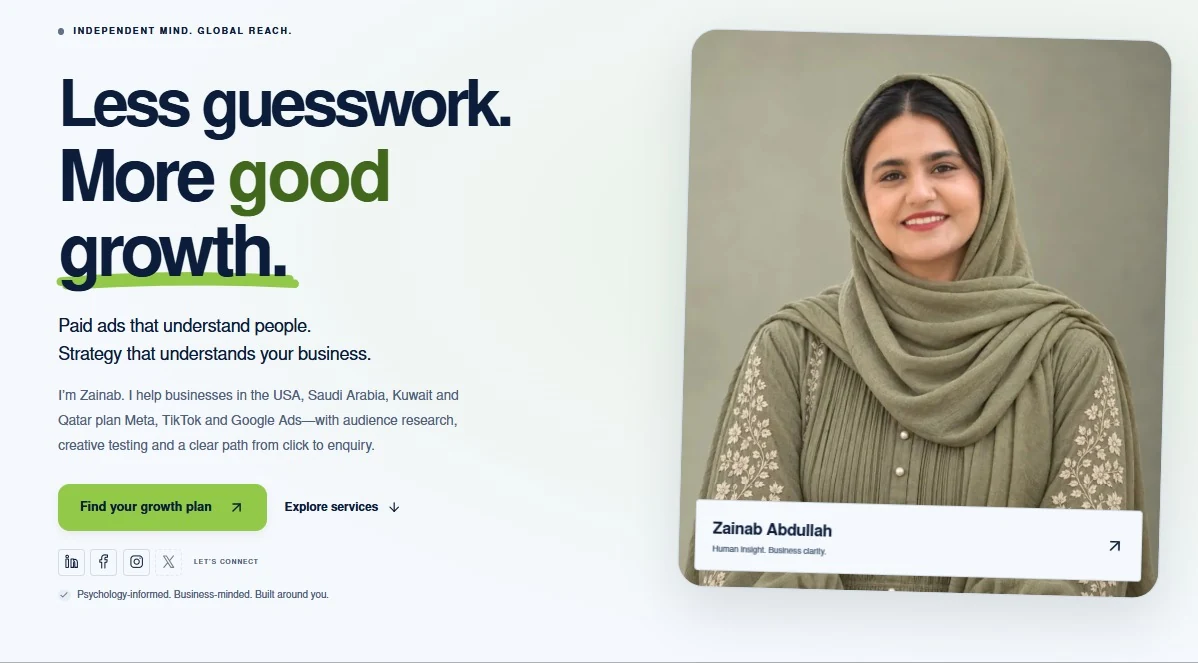 INDEPENDENT MIND. GLOBAL REACH.
Less guesswork.
More good
growth.
Paid ads that understand people.
Strategy that understands your business.
I'm Zainab. I help businesses in the USA, Saudi Arabia, Kuwait and
Qatar plan Meta, TikTok and Google Ads—with audience research,
creative testing and a clear path from click to enquiry.
Find your growth plan
Explore services
LET'S CONNECT
Psychology-informed. Business-minded. Built around you.
Zainab Abdullah
Human insight. Business clarity.